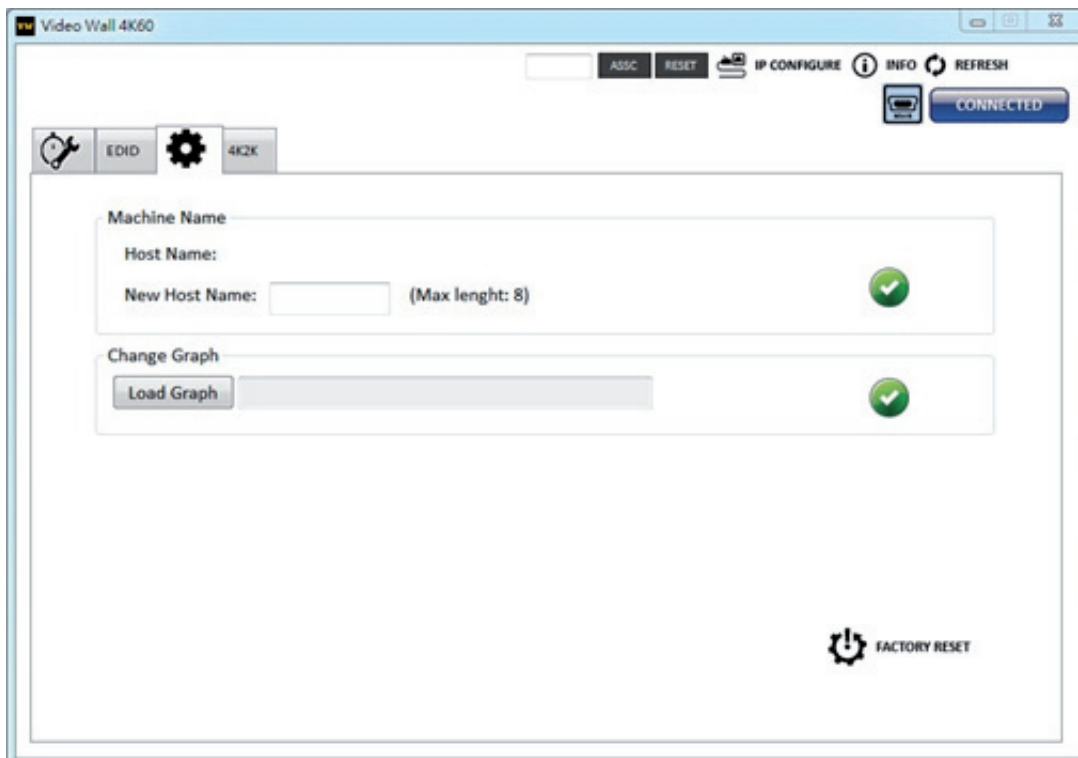 Video Wall 4K60
ASSC RESET IP CONFIGURE INFO REFRESH
CONNECTED
EDID 4K2K
Machine Name
Host Name:
New Host Name: (Max lenght: 8)
Change Graph
Load Graph
FACTORY RESET